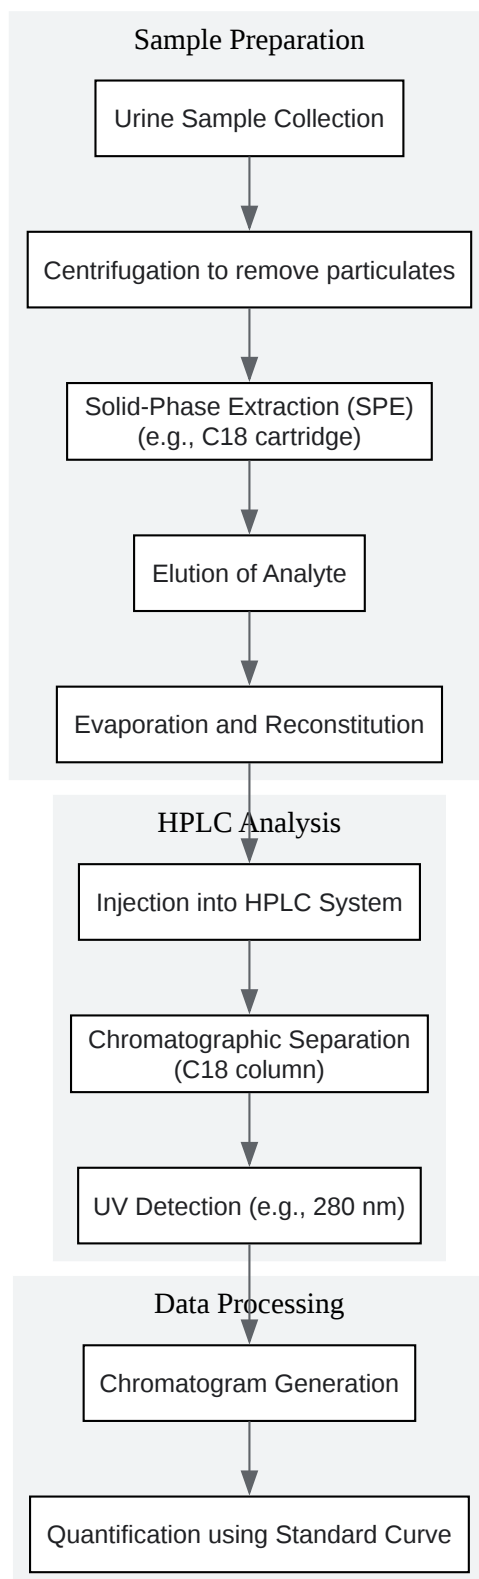 Sample Preparation
Urine Sample Collection
Centrifugation to remove particulates
Solid-Phase Extraction (SPE)
(e.g., C18 cartridge)
Elution of Analyte
Evaporation and Reconstitution
HPLC Analysis
Injection into HPLC System
Chromatographic Separation
(C18 column)
UV Detection (e.g., 280 nm)
Data Processing
Chromatogram Generation
Quantification using Standard Curve